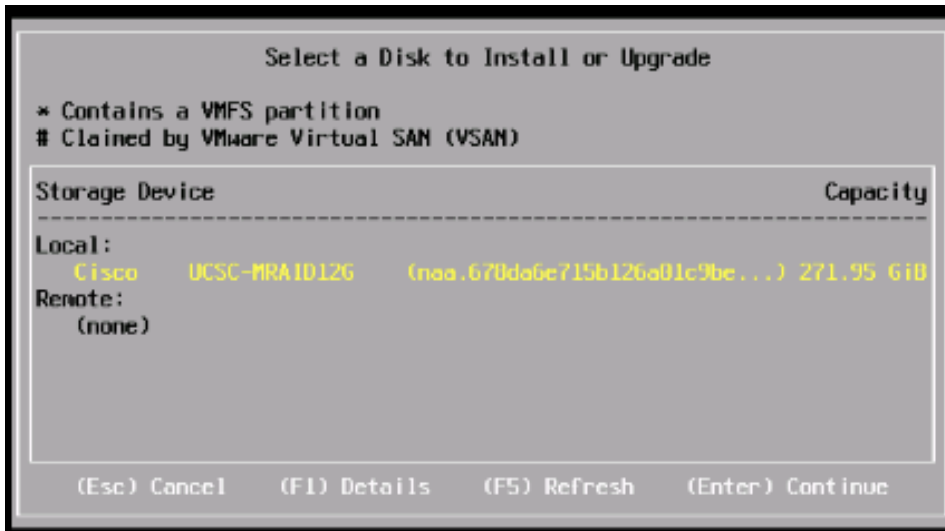 Select a Disk to Install or Upgrade
* Contains a VMFS partition
# Claimed by VMware Virtual SAN (VSAN)
Storage Device Capacity
Local:
Cisco UCSC-MRAID12G (naa.678da6e715b126a01c9be...) 271.95 GiB
Remote:
(none)
(Esc) Cancel (F1) Details (F5) Refresh (Enter) Continue